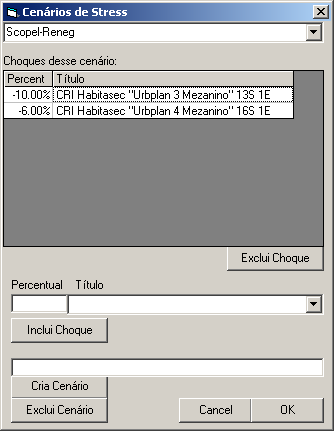 Cenários de Stress
Scopel-Reneg
Choques desse cenário:
Percent Título
-10.00% CRI Habitasec "Urbplan 3 Mezanino" 13S 1E
-6.00% CRI Habitasec "Urbplan 4 Mezanino" 16S 1E
Exclui Choque
Percentual Título
Inclui Choque
Cria Cenário
Exclui Cenário Cancel OK